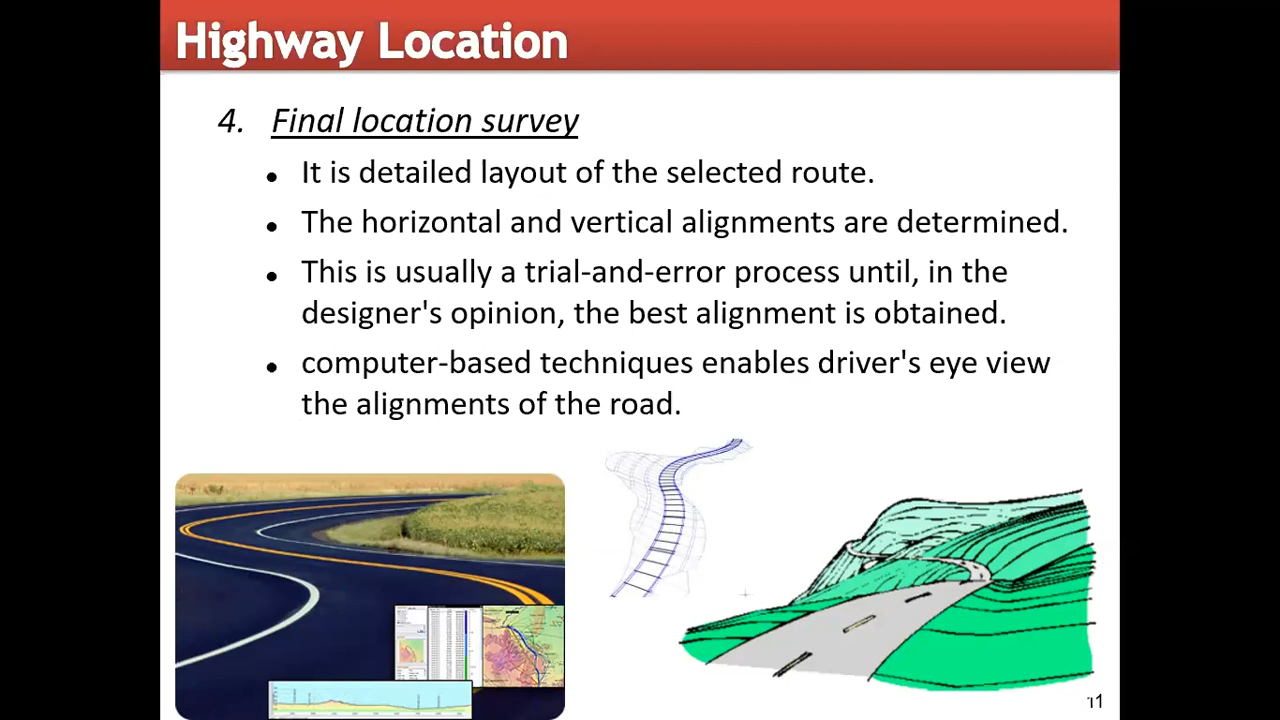 Highway Location
4. Final location survey
• It is detailed layout of the selected route.
• The horizontal and vertical alignments are determined.
• This is usually a trial-and-error process until, in the
designer's opinion, the best alignment is obtained.
• computer-based techniques enables driver's eye view
the alignments of the road.